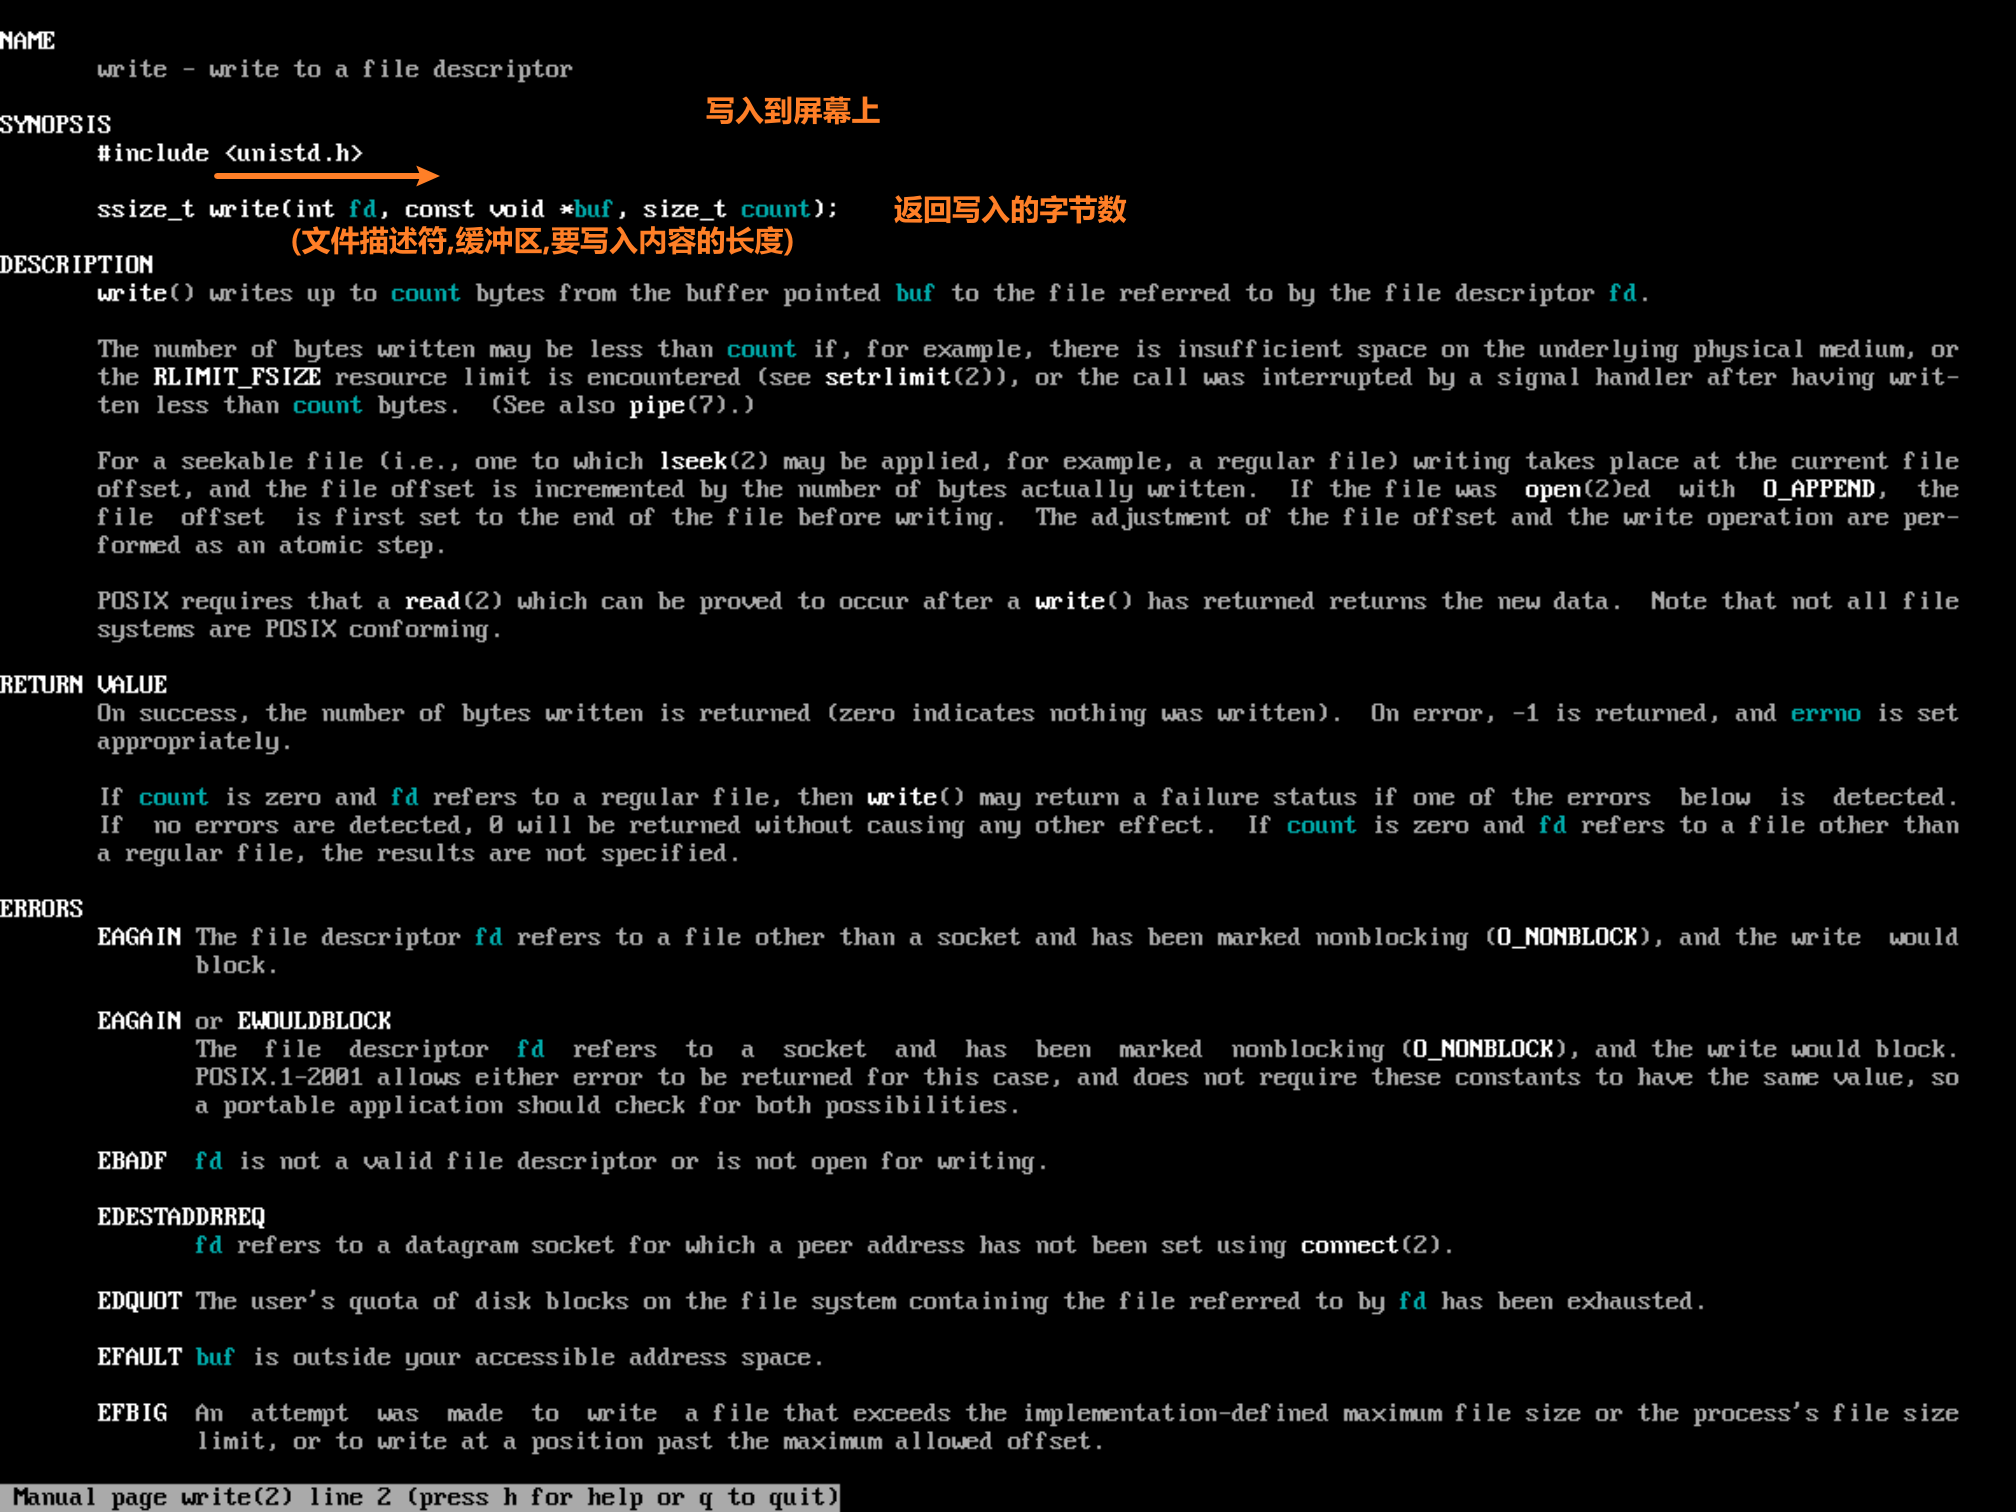 NAME
write - write to a file descriptor
写入到屏幕上
SYNOPSIS
#include <unistd.h>
ssize_t write(int fd, const void *buf, size_t count);
返回写入的字节数
(文件描述符,缓冲区,要写入内容的长度)
DESCRIPTION
write() writes up to count bytes from the buffer pointed buf to the file referred to by the file descriptor fd.
The number of bytes written may be less than count if, for example, there is insufficient space on the underlying physical medium, or
the RLIMIT_FSIZE resource limit is encountered (see setrlimit(2)), or the call was interrupted by a signal handler after having writ-
ten less than count bytes.  (See also pipe(7).)
For a seekable file (i.e., one to which lseek(2) may be applied, for example, a regular file) writing takes place at the current file
offset, and the file offset is incremented by the number of bytes actually written.  If the file was  open(2)ed  with  O_APPEND,  the
file  offset  is first set to the end of the file before writing.  The adjustment of the file offset and the write operation are per-
formed as an atomic step.
POSIX requires that a read(2) which can be proved to occur after a write() has returned returns the new data.  Note that not all file
systems are POSIX conforming.
RETURN VALUE
On success, the number of bytes written is returned (zero indicates nothing was written).  On error, -1 is returned, and errno is set
appropriately.
If count is zero and fd refers to a regular file, then write() may return a failure status if one of the errors  below  is  detected.
If  no errors are detected, 0 will be returned without causing any other effect.  If count is zero and fd refers to a file other than
a regular file, the results are not specified.
ERRORS
EAGAIN The file descriptor fd refers to a file other than a socket and has been marked nonblocking (O_NONBLOCK), and the write  would
block.
EAGAIN or EWOULDBLOCK
The  file  descriptor  fd  refers  to  a  socket  and  has  been  marked  nonblocking (O_NONBLOCK), and the write would block.
POSIX.1-2001 allows either error to be returned for this case, and does not require these constants to have the same value, so
a portable application should check for both possibilities.
EBADF  fd is not a valid file descriptor or is not open for writing.
EDESTADDRREQ
fd refers to a datagram socket for which a peer address has not been set using connect(2).
EDQUOT The user's quota of disk blocks on the file system containing the file referred to by fd has been exhausted.
EFAULT buf is outside your accessible address space.
EFBIG  An  attempt  was  made  to  write  a file that exceeds the implementation-defined maximum file size or the process's file size
limit, or to write at a position past the maximum allowed offset.
Manual page write(2) line 2 (press h for help or q to quit)